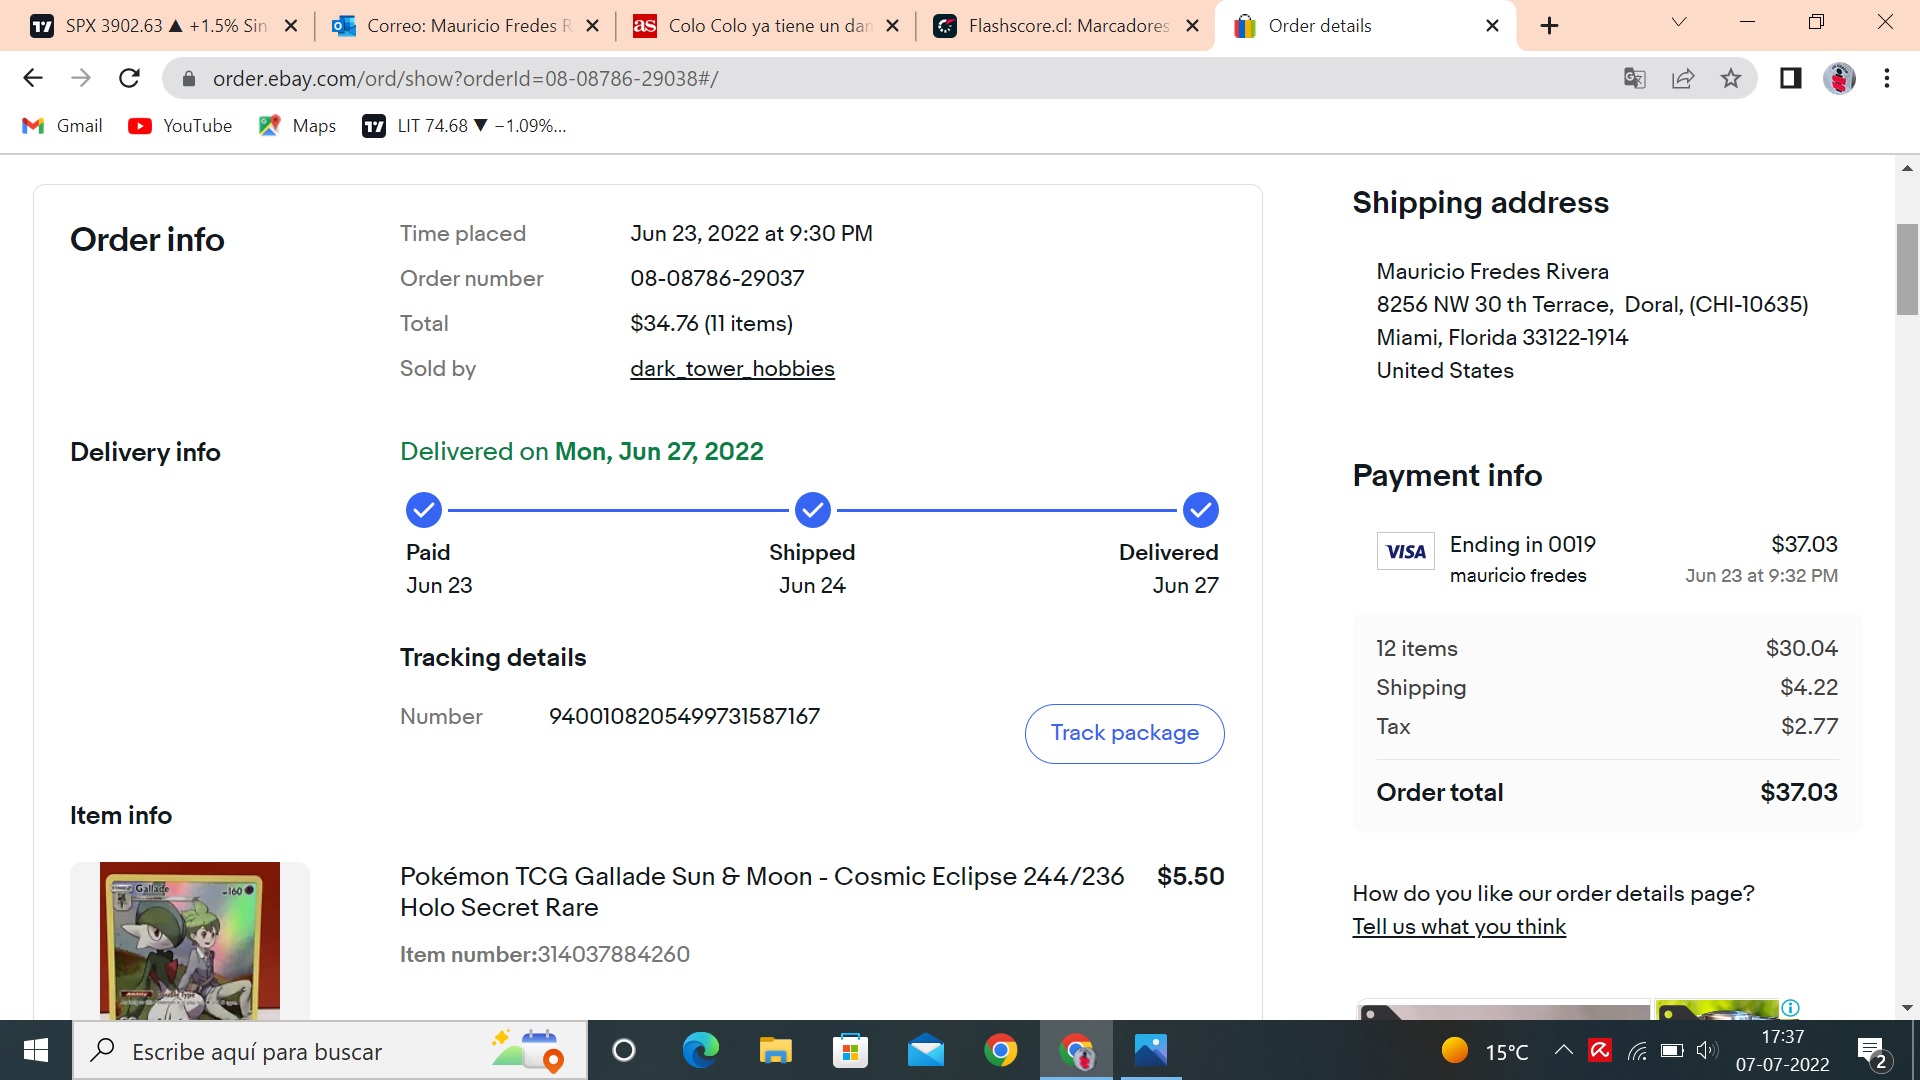 SPX 3902.63 ▲ +1.5% Sin
Correo: Mauricio Fredes R
as
Colo Colo ya tiene un dan
Flashscore.cl: Marcadores
Order details
order.ebay.com/ord/show?orderId=08-08786-29038#/
Gmail
YouTube
Maps
LIT 74.68 ▼ −1.09%...
Order info
Time placed Jun 23, 2022 at 9:30 PM
Order number 08-08786-29037
Total $34.76 (11 items)
Sold by dark_tower_hobbies
Delivery info
Delivered on Mon, Jun 27, 2022
Paid Shipped Delivered
Jun 23 Jun 24 Jun 27
Tracking details
Number 9400108205499731587167
Track package
Item info
Gallade 160
Pokémon TCG Gallade Sun & Moon - Cosmic Eclipse 244/236 $5.50
Holo Secret Rare
Item number:314037884260
Shipping address
Mauricio Fredes Rivera
8256 NW 30 th Terrace, Doral, (CHI-10635)
Miami, Florida 33122-1914
United States
Payment info
VISA Ending in 0019 $37.03
mauricio fredes Jun 23 at 9:32 PM
12 items $30.04
Shipping $4.22
Tax $2.77
Order total $37.03
How do you like our order details page?
Tell us what you think
Escribe aquí para buscar
15°C
17:37
07-07-2022
2